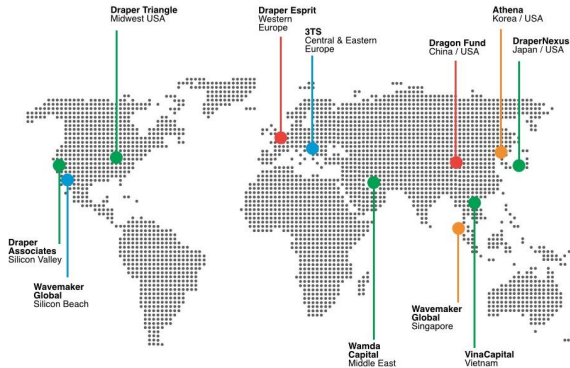 Draper Triangle
Midwest USA
Draper Esprit
Western
Europe
3TS
Central & Eastern
Europe
Dragon Fund
China / USA
Athena
Korea / USA
DraperNexus
Japan / USA
Draper
Associates
Silicon Valley
Wavemaker
Global
Silicon Beach
Wamda
Capital
Middle East
Wavemaker
Global
Singapore
VinaCapital
Vietnam